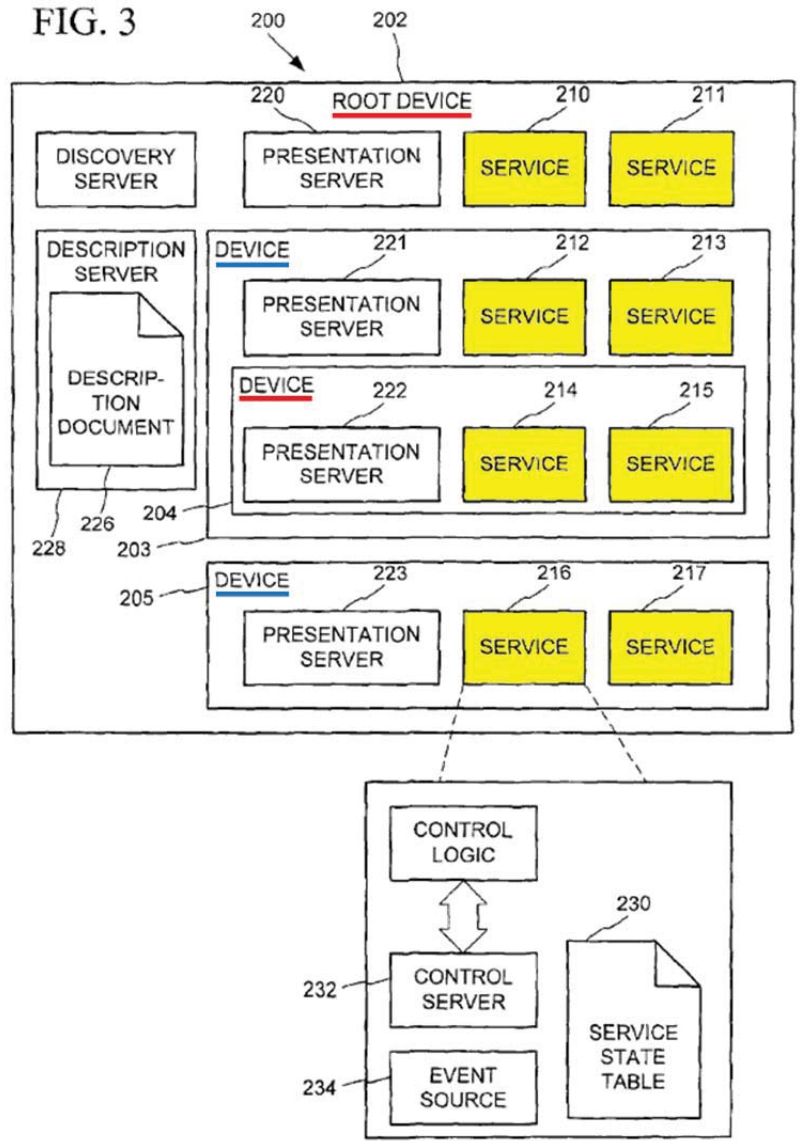 FIG. 3
200
202
ROOT DEVICE
220
210
211
DISCOVERY
SERVER
PRESENTATION
SERVER
SERVICE
SERVICE
DESCRIPTION
SERVER
DESCRIP-
TION
DOCUMENT
226
228
DEVICE
221
212
213
PRESENTATION
SERVER
SERVICE
SERVICE
DEVICE
222
214
215
PRESENTATION
SERVER
SERVICE
SERVICE
204
203
205
DEVICE
223
216
217
PRESENTATION
SERVER
SERVICE
SERVICE
CONTROL
LOGIC
230
232
CONTROL
SERVER
SERVICE
STATE
TABLE
234
EVENT
SOURCE